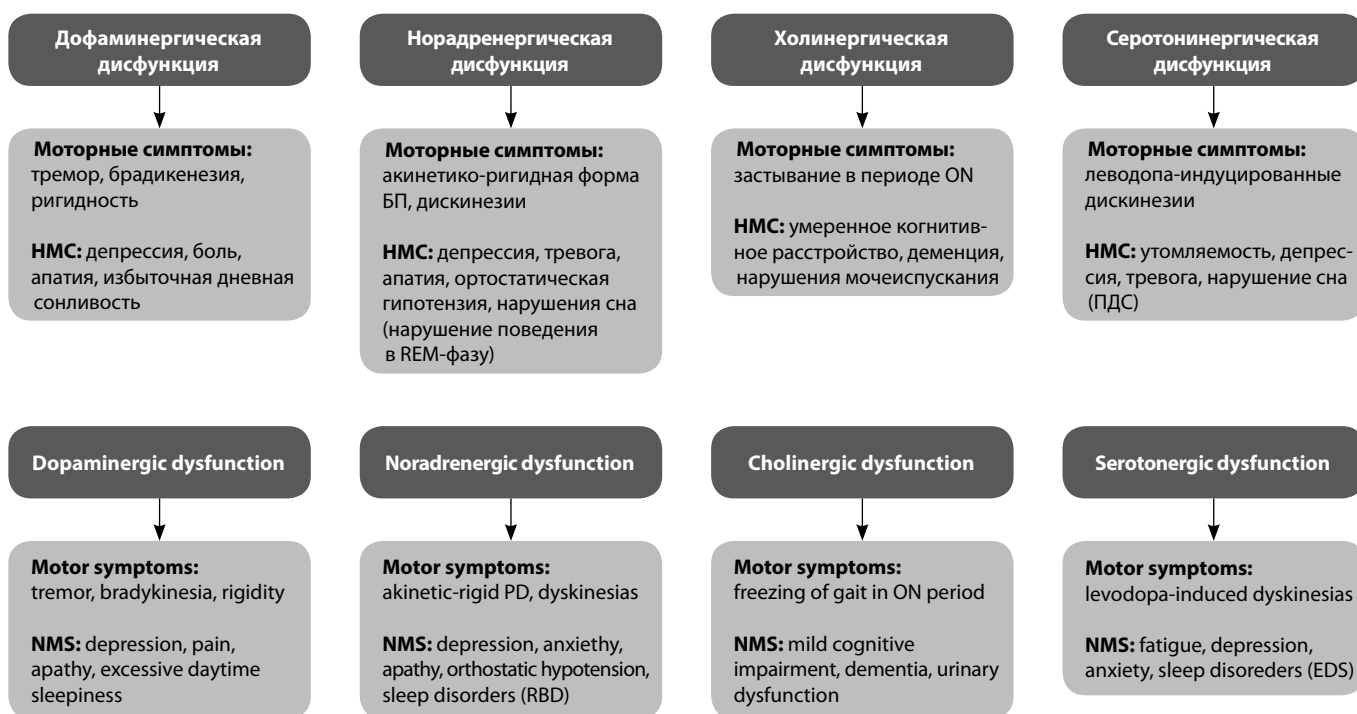 Дофаминергическая
дисфункция
Моторные симптомы:
тремор, брадикенезия,
ригидность
НМС: депрессия, боль,
апатия, избыточная дневная
сонливость
Норадренергическая
дисфункция
Моторные симптомы:
акинетико-ригидная форма
БП, дискинезии
НМС: депрессия, тревога,
апатия, ортостатическая
гипотензия, нарушения сна
(нарушение поведения
в REM-фазу)
Холинергическая
дисфункция
Моторные симптомы:
застывание в периоде ON
НМС: умеренное когнитив-
ное расстройство, деменция,
нарушения мочеиспускания
Серотонинергическая
дисфункция
Моторные симптомы:
леводопа-индуцированные
дискинезии
НМС: утомляемость, депрес-
сия, тревога, нарушение сна
(ПДС)
Dopaminergic dysfunction
Motor symptoms:
tremor, bradykinesia, rigidity
NMS: depression, pain,
apathy, excessive daytime
sleepiness
Noradrenergic dysfunction
Motor symptoms:
akinetic-rigid PD, dyskinesias
NMS: depression, anxiethy,
apathy, orthostatic hypotension,
sleep disorders (RBD)
Cholinergic dysfunction
Motor symptoms:
freezing of gait in ON period
NMS: mild cognitive
impairment, dementia, urinary
dysfunction
Serotonergic dysfunction
Motor symptoms:
levodopa-induced dyskinesias
NMS: fatigue, depression,
anxiety, sleep disoreders (EDS)